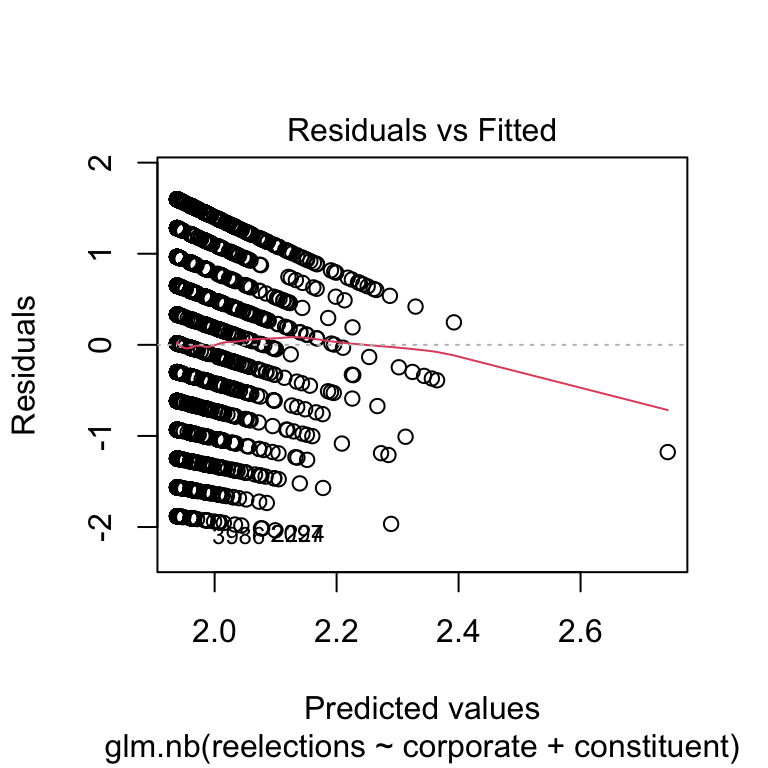 Residuals vs Fitted
2
1
0
-1
-2
Residuals
3986
2.0 2.2 2.4 2.6
Predicted values
glm.nb(reelections ~ corporate + constituent)